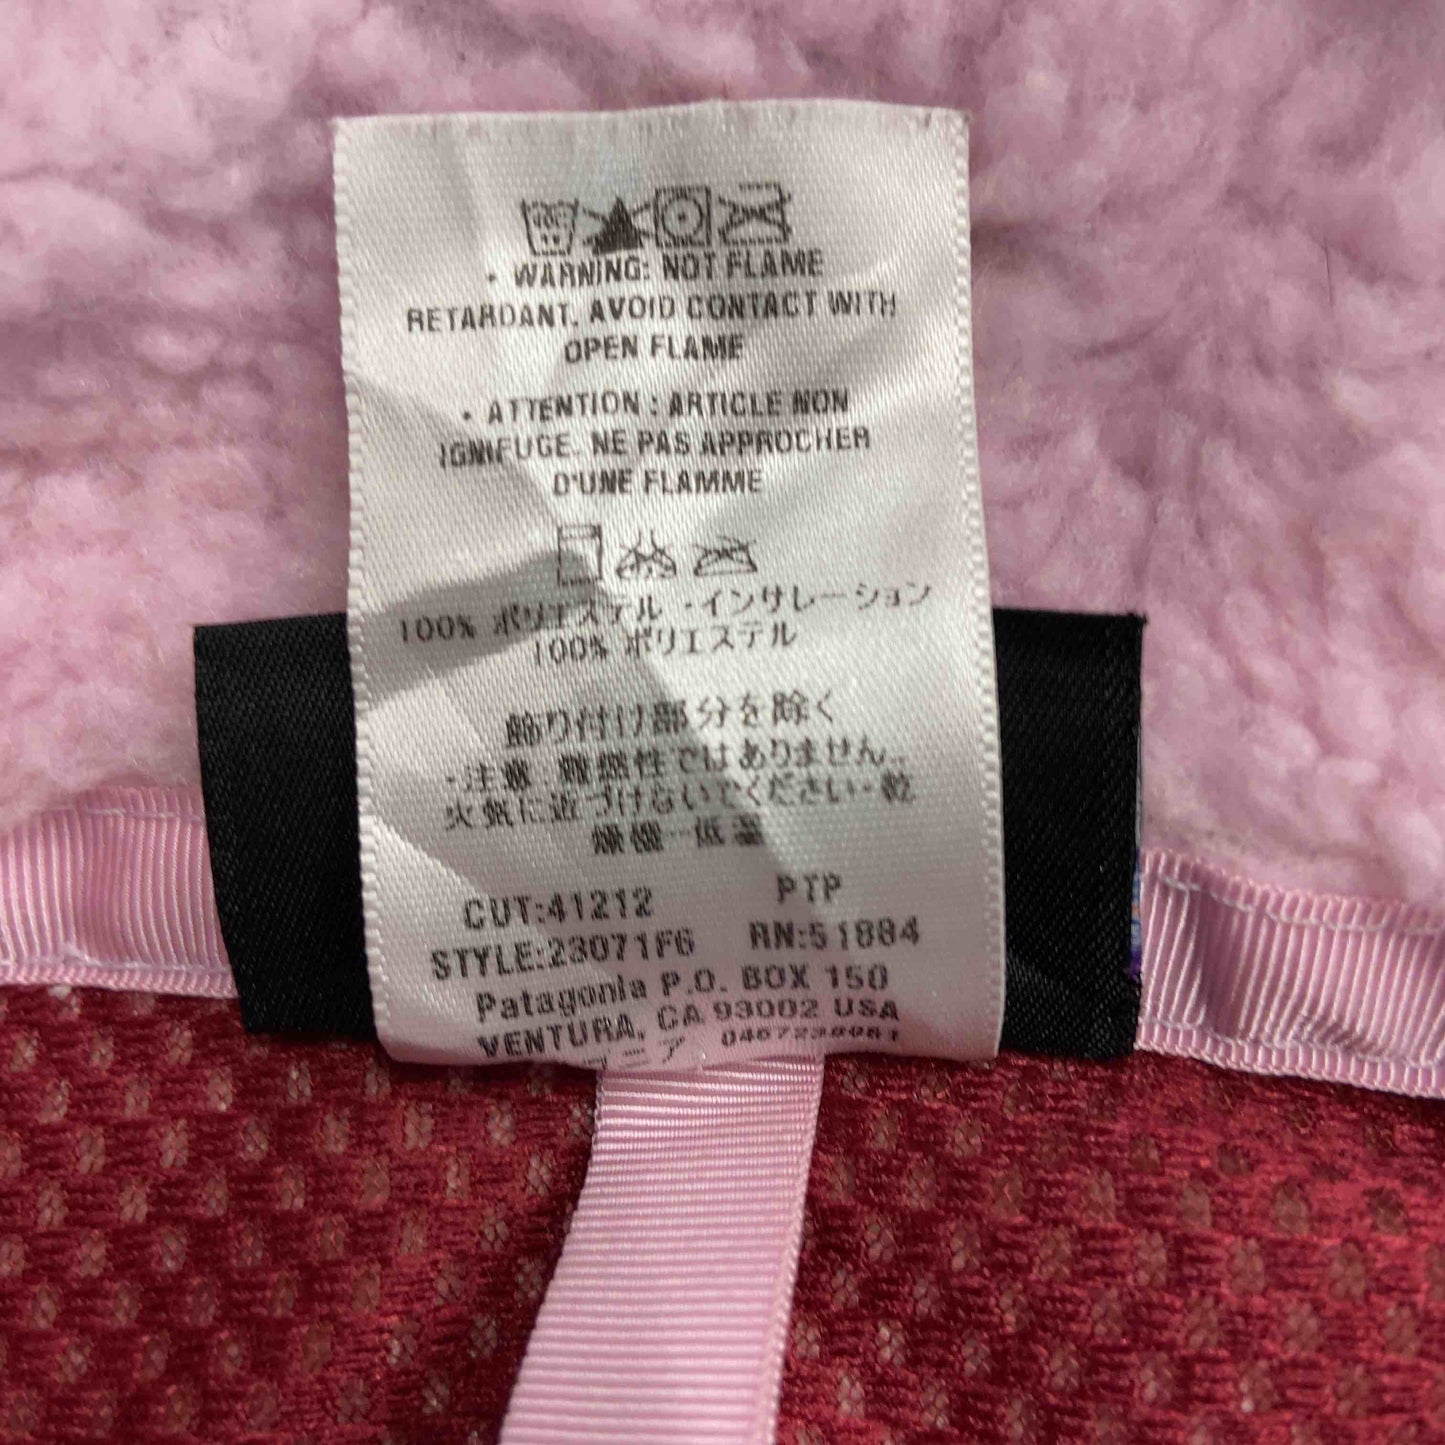 · WARNING: NOT FLAME
RETARDANT. AVOID CONTACT WITH
OPEN FLAME
· ATTENTION : ARTICLE NON
IGNIFUGE. NE PAS APPROCHER
D'UNE FLAMME
100% ポリエステル ·インサレーション
100% ポリエステル
飾り付け部分を除く
·注意 難燃性ではありません..
火気に近づけないでください·乾
燥機 低温
CUT:41212 PTP
STYLE:23071F6 RN:51884
Patagonia P.O. BOX 150
VENTURA, CA 93002 USA